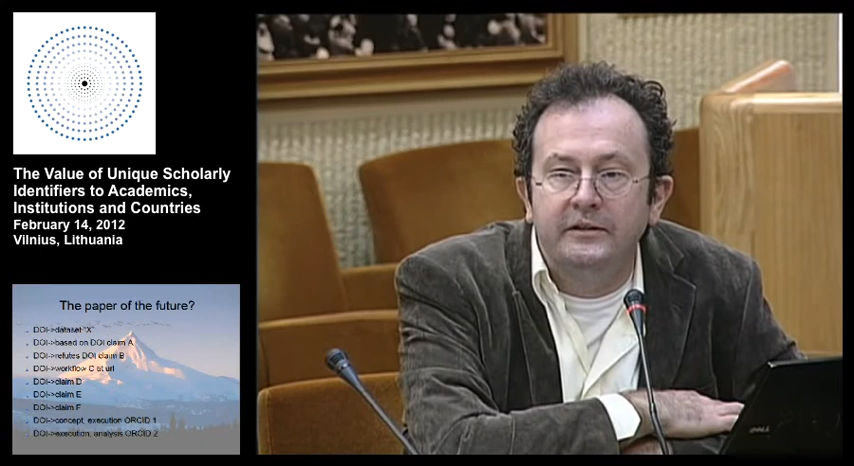 The Value of Unique Scholarly
Identifiers to Academics,
Institutions and Countries
February 14, 2012
Vilnius, Lithuania
The paper of the future?
DOI->dataset "X"
DOI->based on DOI claim A
DOI->refutes DOI claim B
DOI->workflow C at url
DOI->claim D
DOI->claim E
DOI->claim F
DOI->concept, execution ORCID 1
DOI->execution, analysis ORCID 2